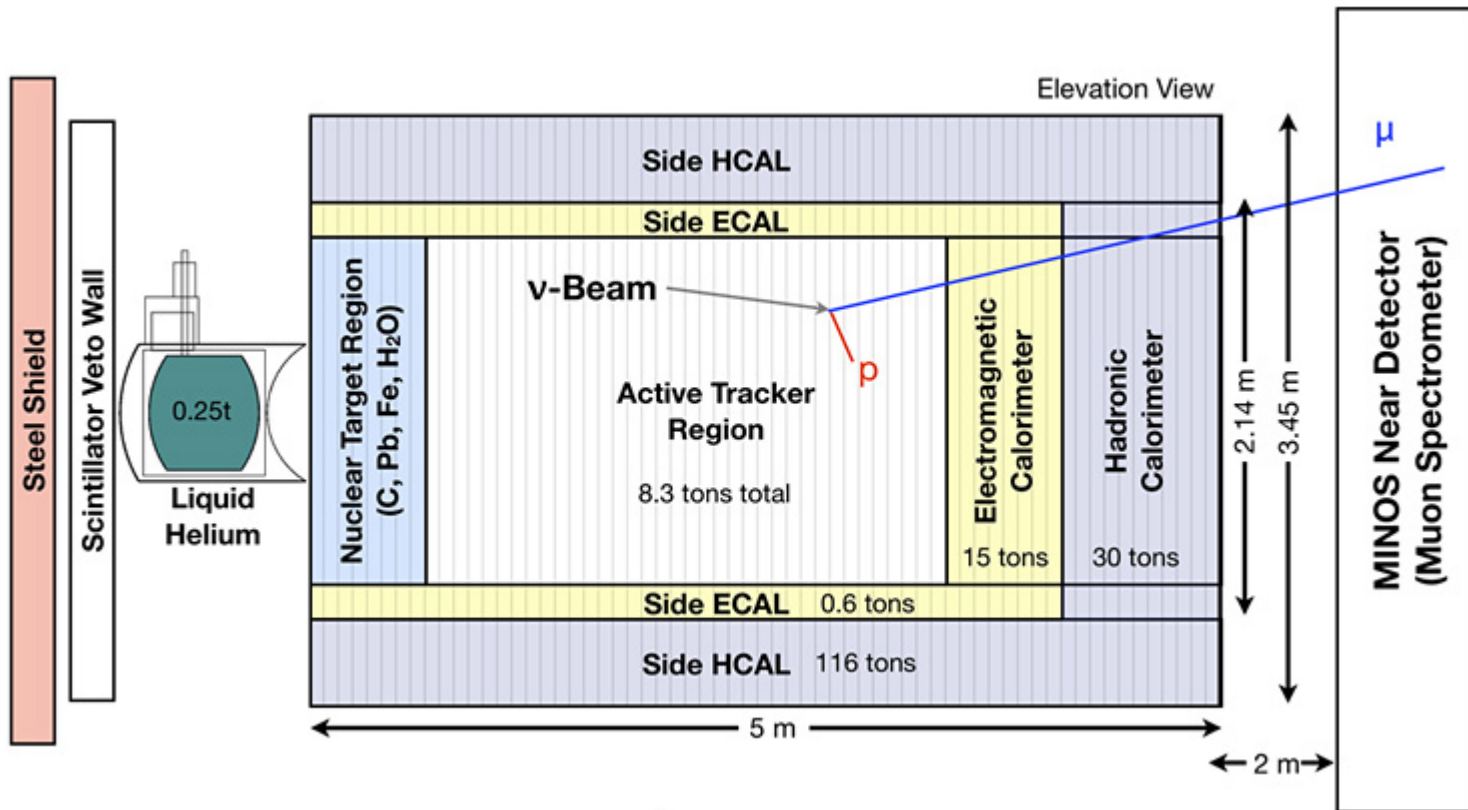 Elevation View
Steel Shield
Scintillator Veto Wall
0.25t
Liquid
Helium
Side HCAL
Side ECAL
Nuclear Target Region
(C, Pb, Fe, H₂O)
ν-Beam
p
μ
Active Tracker
Region
8.3 tons total
Electromagnetic
Calorimeter
15 tons
Hadronic
Calorimeter
30 tons
Side ECAL 0.6 tons
Side HCAL 116 tons
2.14 m
3.45 m
5 m
2 m
MINOS Near Detector
(Muon Spectrometer)